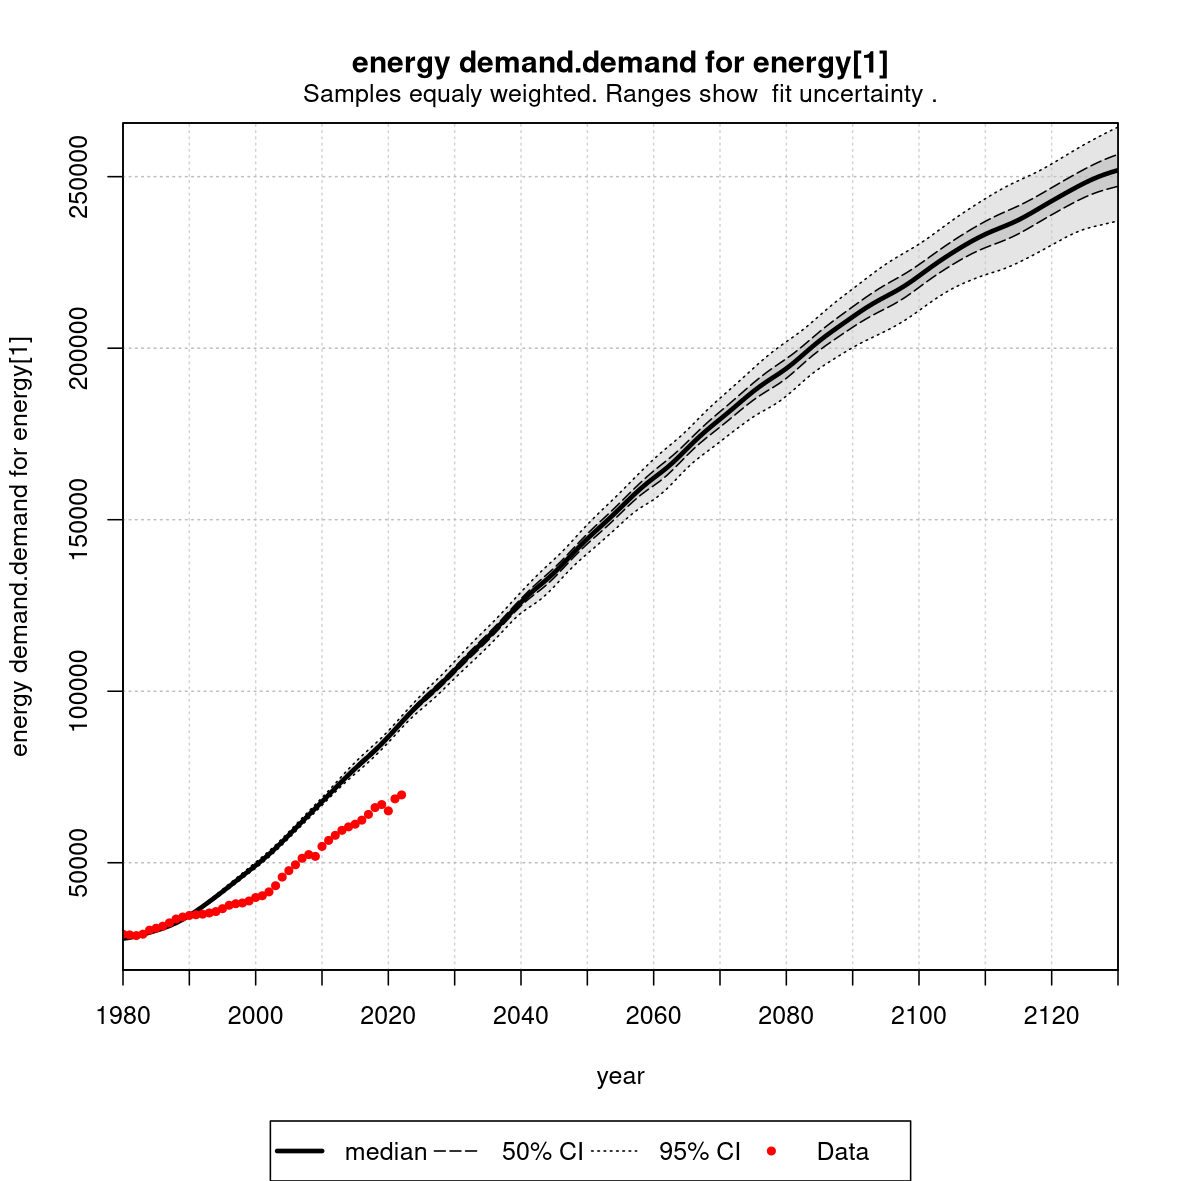 energy demand.demand for energy[1]
Samples equaly weighted. Ranges show  fit uncertainty .
energy demand.demand for energy[1]
250000
200000
150000
100000
50000
1980 2000 2020 2040 2060 2080 2100 2120
year
median 50% CI 95% CI Data